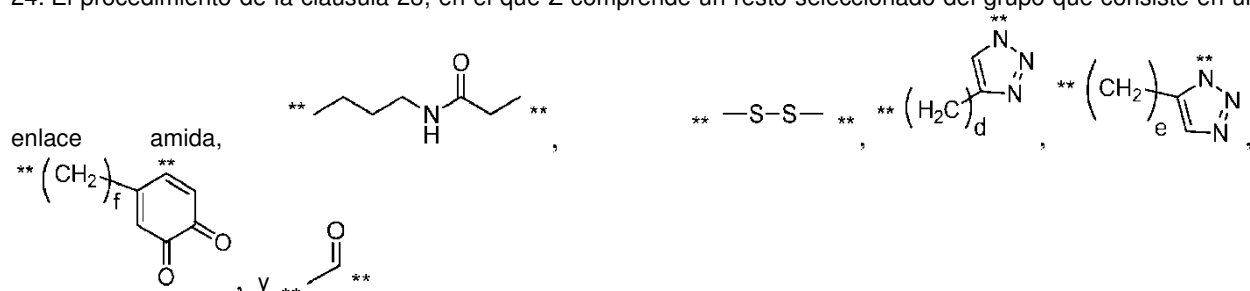 24. El procedimiento de la cláusula 23, en el que Z comprende un resto seleccionado del grupo que consiste en un
enlace amida, ** O N H ** , ** S-S ** , ** (H₂C)d ** N N N , ** (CH₂)e ** N N N ,
** (CH₂)f ** O O , y ** O **